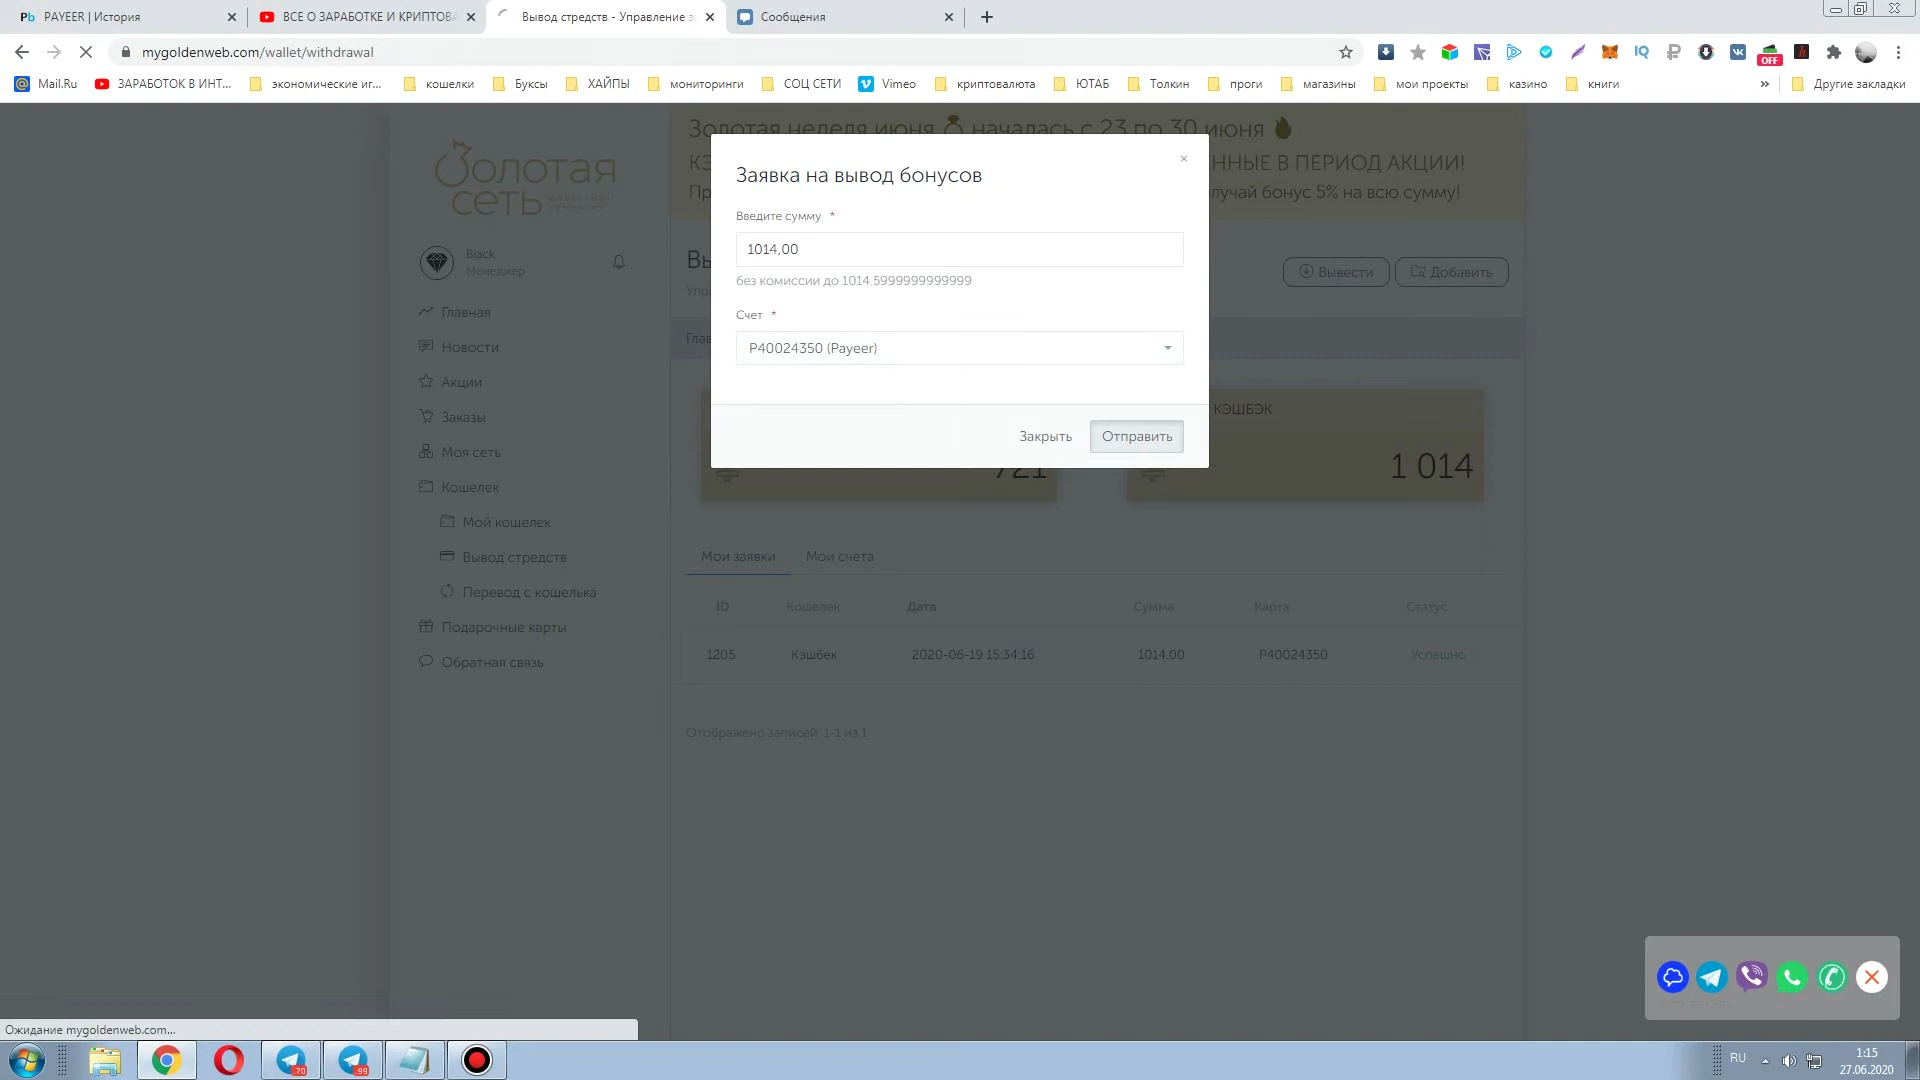 PAYEER | История
ВСЕ О ЗАРАБОТКЕ И КРИПТОВА
Вывод стредств - Управление з
Сообщения
mygoldenweb.com/wallet/withdrawal
OFF
Mail.Ru
ЗАРАБОТОК В ИНТ...
экономические иг...
кошелки
Буксы
ХАЙПЫ
мониторинги
СОЦ СЕТИ
Vimeo
криптовалюта
ЮТАБ
Толкин
проги
магазины
мои проекты
казино
книги
Другие закладки
Золотая неделя июня началась с 23 по 30 июня
ННЫЕ В ПЕРИОД АКЦИИ!
лучай бонус 5% на всю сумму!
Золотая
сеть
Black
Менеджер
Главная
Новости
Акции
Заказы
Моя сеть
Кошелек
Мой кошелек
Вывод стредств
Перевод с кошелька
Подарочные карты
Обратная связь
Заявка на вывод бонусов
×
Введите сумму *
1014,00
без комиссии до 1014.5999999999999
Счет *
P40024350 (Payeer)
Закрыть
Отправить
Вывести
Добавить
721
КЭШБЭК
1 014
Мои заявки
Мои счета
ID Кошелек Дата Сумма Карта Статус
1205 Кэшбек 2020-06-19 15:34:16 1014.00 P40024350 Успешно
Отображено записей: 1-1 из 1
Ожидание mygoldenweb.com...
.70
.99
RU
1:15
27.06.2020